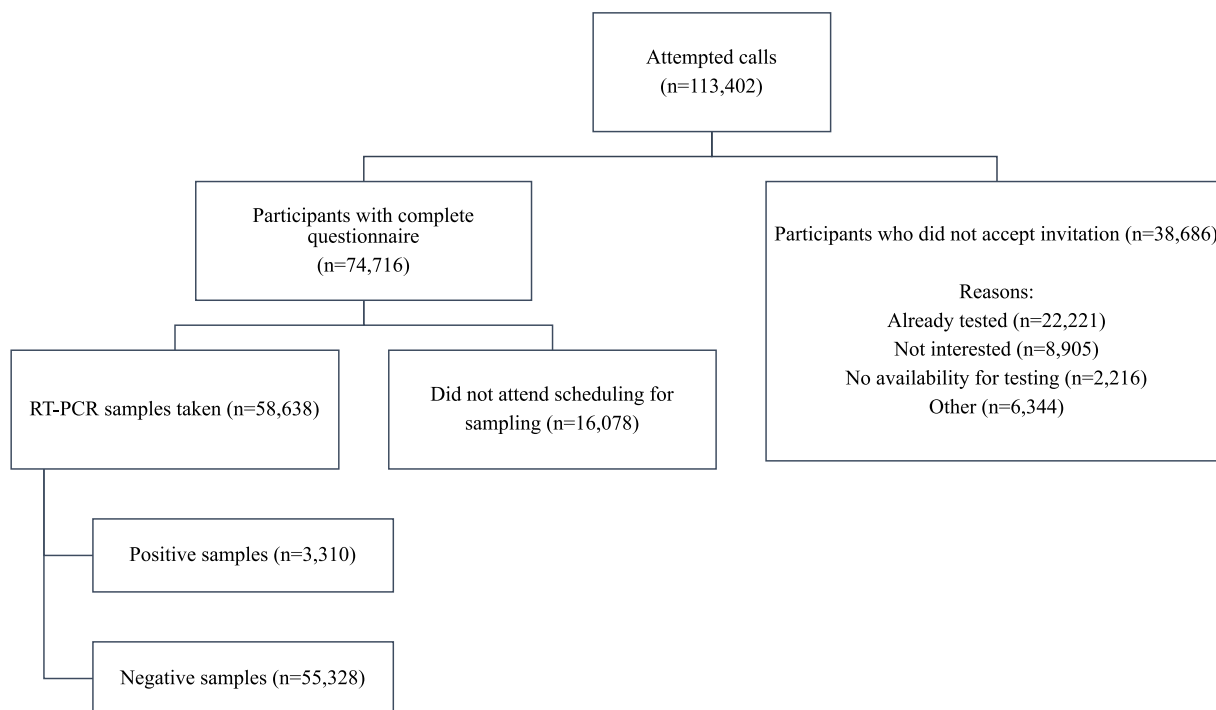 Attempted calls
(n=113,402)
Participants with complete
questionnaire
(n=74,716)
Participants who did not accept invitation (n=38,686)
Reasons:
Already tested (n=22,221)
Not interested (n=8,905)
No availability for testing (n=2,216)
Other (n=6,344)
RT-PCR samples taken (n=58,638)
Did not attend scheduling for
sampling (n=16,078)
Positive samples (n=3,310)
Negative samples (n=55,328)